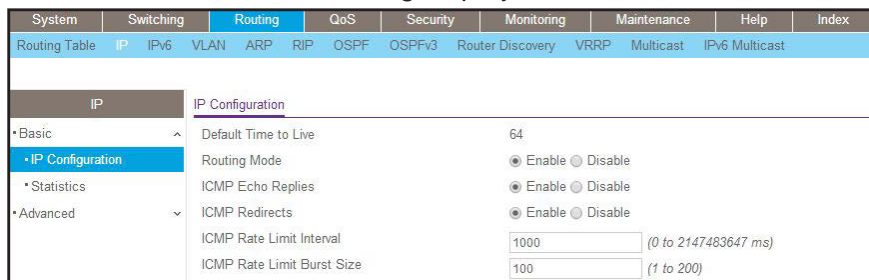 System Switching Routing QoS Security Monitoring Maintenance Help Index
Routing Table IP IPv6 VLAN ARP RIP OSPF OSPFv3 Router Discovery VRRP Multicast IPv6 Multicast
IP
IP Configuration
Basic
Default Time to Live 64
IP Configuration
Routing Mode Enable Disable
Statistics
ICMP Echo Replies Enable Disable
Advanced
ICMP Redirects Enable Disable
ICMP Rate Limit Interval 1000 (0 to 2147483647 ms)
ICMP Rate Limit Burst Size 100 (1 to 200)